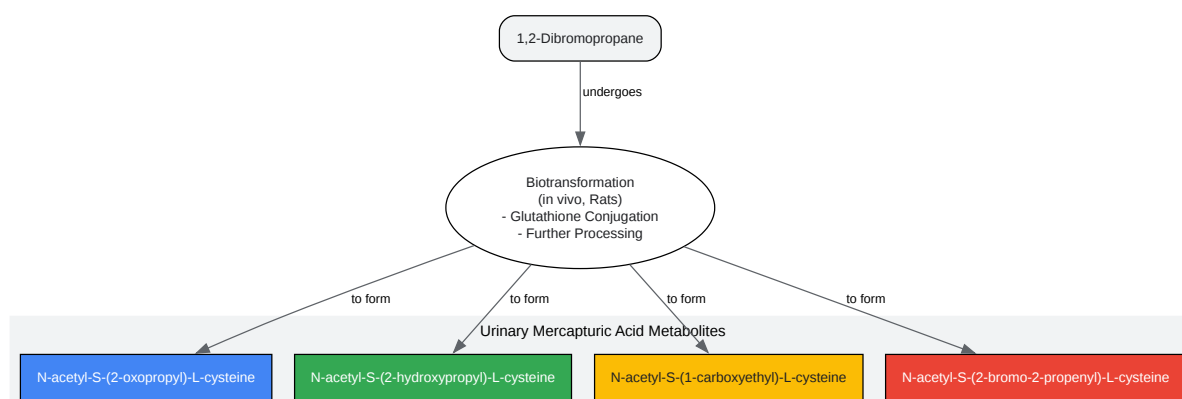 1,2-Dibromopropane
undergoes
Biotransformation
(in vivo, Rats)
- Glutathione Conjugation
- Further Processing
to form
to form
to form
to form
Urinary Mercapturic Acid Metabolites
N-acetyl-S-(2-oxopropyl)-L-cysteine
N-acetyl-S-(2-hydroxypropyl)-L-cysteine
N-acetyl-S-(1-carboxyethyl)-L-cysteine
N-acetyl-S-(2-bromo-2-propenyl)-L-cysteine